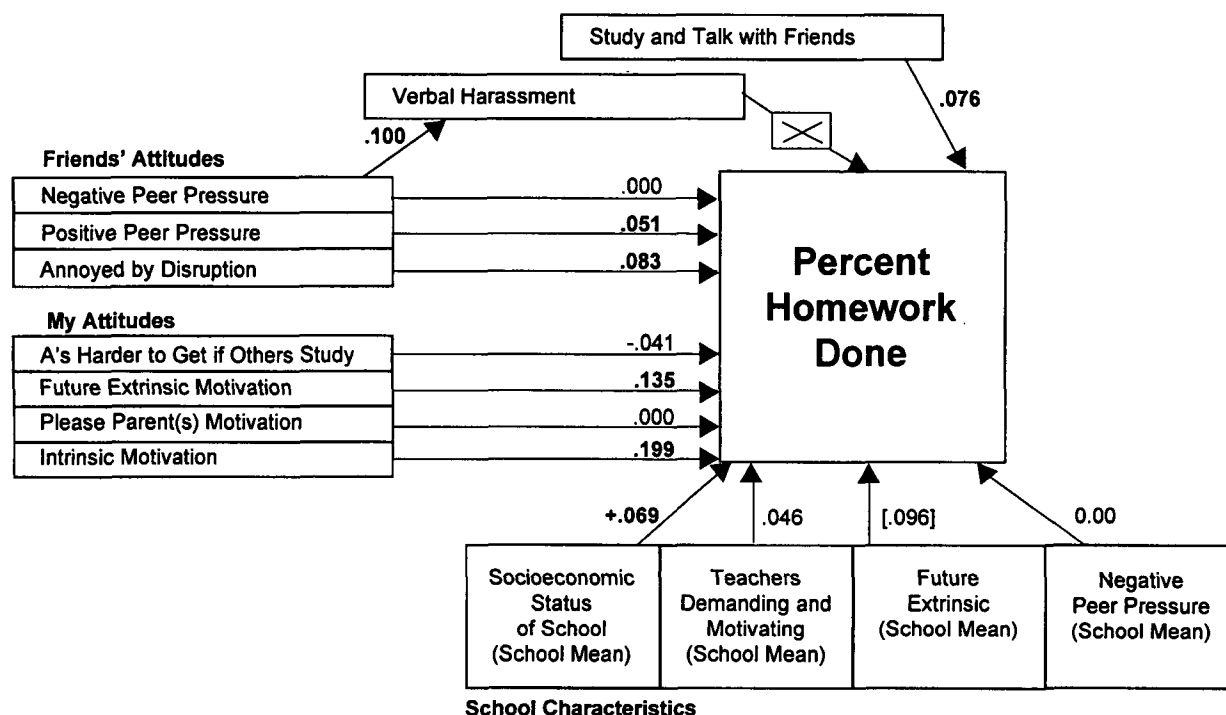 Study and Talk with Friends
Verbal Harassment
.076
.100
Friends' Attitudes
Negative Peer Pressure
.000
Positive Peer Pressure
.051
Annoyed by Disruption
.083
Percent
Homework
Done
My Attitudes
A's Harder to Get if Others Study
-.041
Future Extrinsic Motivation
.135
Please Parent(s) Motivation
.000
Intrinsic Motivation
.199
+.069
.046
[.096]
0.00
Socioeconomic
Status
of School
(School Mean)
Teachers
Demanding and
Motivating
(School Mean)
Future
Extrinsic
(School Mean)
Negative
Peer Pressure
(School Mean)
School Characteristics